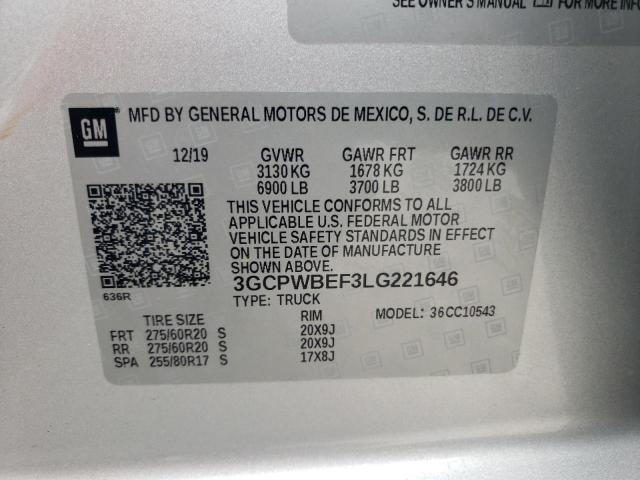 SEE OWNER'S MANUAL FOR MORE INFO
GM
MFD BY GENERAL MOTORS DE MEXICO, S. DE R.L. DE C.V.
12/19 GVWR GAWR FRT GAWR RR
3130 KG 1678 KG 1724 KG
6900 LB 3700 LB 3800 LB
THIS VEHICLE CONFORMS TO ALL
APPLICABLE U.S. FEDERAL MOTOR
VEHICLE SAFETY STANDARDS IN EFFECT
ON THE DATE OF MANUFACTURE
SHOWN ABOVE.
636R
3GCPWBEF3LG221646
TYPE: TRUCK MODEL: 36CC10543
TIRE SIZE RIM
FRT 275/60R20 S 20X9J
RR 275/60R20 S 20X9J
SPA 255/80R17 S 17X8J